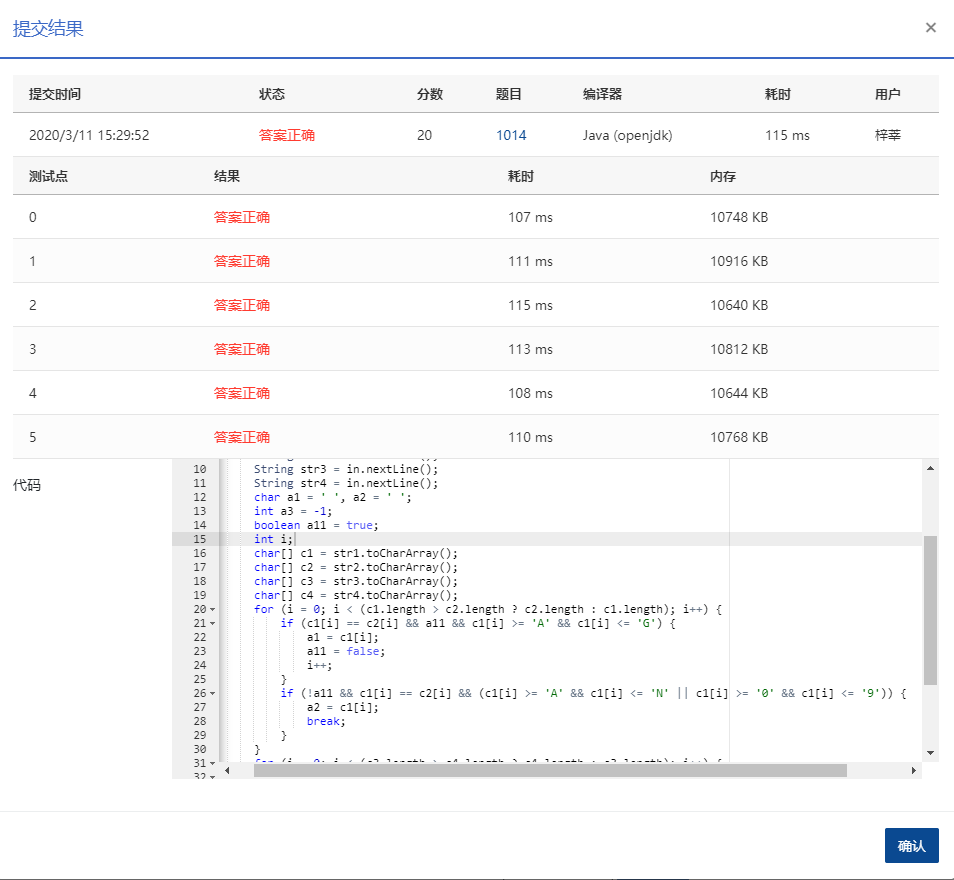 提交结果
×
提交时间 状态 分数 题目 编译器 耗时 用户
2020/3/11 15:29:52 答案正确 20 1014 Java (openjdk) 115 ms 梓莘
测试点 结果 耗时 内存
0 答案正确 107 ms 10748 KB
1 答案正确 111 ms 10916 KB
2 答案正确 115 ms 10640 KB
3 答案正确 113 ms 10812 KB
4 答案正确 108 ms 10644 KB
5 答案正确 110 ms 10768 KB
代码
10 String str3 = in.nextLine();
11 String str4 = in.nextLine();
12 char a1 = ' ', a2 = ' ';
13 int a3 = -1;
14 boolean a11 = true;
15 int i;
16 char[] c1 = str1.toCharArray();
17 char[] c2 = str2.toCharArray();
18 char[] c3 = str3.toCharArray();
19 char[] c4 = str4.toCharArray();
20 for (i = 0; i < (c1.length > c2.length ? c2.length : c1.length); i++) {
21 if (c1[i] == c2[i] && a11 && c1[i] >= 'A' && c1[i] <= 'G') {
22 a1 = c1[i];
23 a11 = false;
24 i++;
25 }
26 if (!a11 && c1[i] == c2[i] && (c1[i] >= 'A' && c1[i] <= 'N' || c1[i] >= '0' && c1[i] <= '9')) {
27 a2 = c1[i];
28 break;
29 }
30 }
31 for (i = 0; i < (c3.length > c4.length ? c4.length : c3.length); i++) {
32
确认